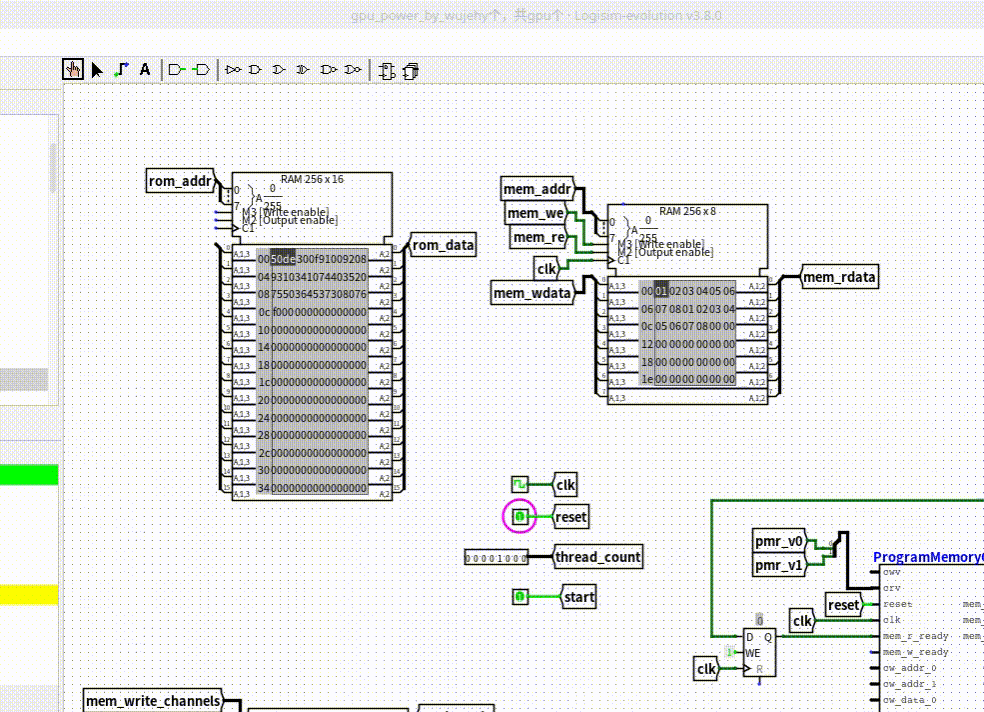 gpu_power_by_wujehy个，共gpu个 · Logisim-evolution v3.8.0
A
rom_addr
RAM 256 x 16
0
7
A
0
255
M3 [Write enable]
M2 [Output enable]
C1
rom_data
00 50de 300f 9100 9208
04 9310 3410 7440 3520
08 7550 3645 3730 8076
0c f000 0000 0000 0000
10 0000 0000 0000 0000
14 0000 0000 0000 0000
18 0000 0000 0000 0000
1c 0000 0000 0000 0000
20 0000 0000 0000 0000
24 0000 0000 0000 0000
28 0000 0000 0000 0000
2c 0000 0000 0000 0000
30 0000 0000 0000 0000
34 0000 0000 0000 0000
mem_addr
mem_we
mem_re
clk
mem_wdata
RAM 256 x 8
0
7
A
0
255
M3 [Write enable]
M2 [Output enable]
C1
mem_rdata
00 01 02 03 04 05 06
06 07 08 01 02 03 04
0c 05 06 07 08 00 00
12 00 00 00 00 00 00
18 00 00 00 00 00 00
1e 00 00 00 00 00 00
clk
1 reset
00001000 thread_count
1 start
pmr_v0
pmr_v1
reset
clk
0
D Q
1 WE
R
clk
cwv
crv
reset
clk
mem_r_ready
mem_w_ready
cw_addr_0
cw_addr_1
cw_data_0
mem_write_channels